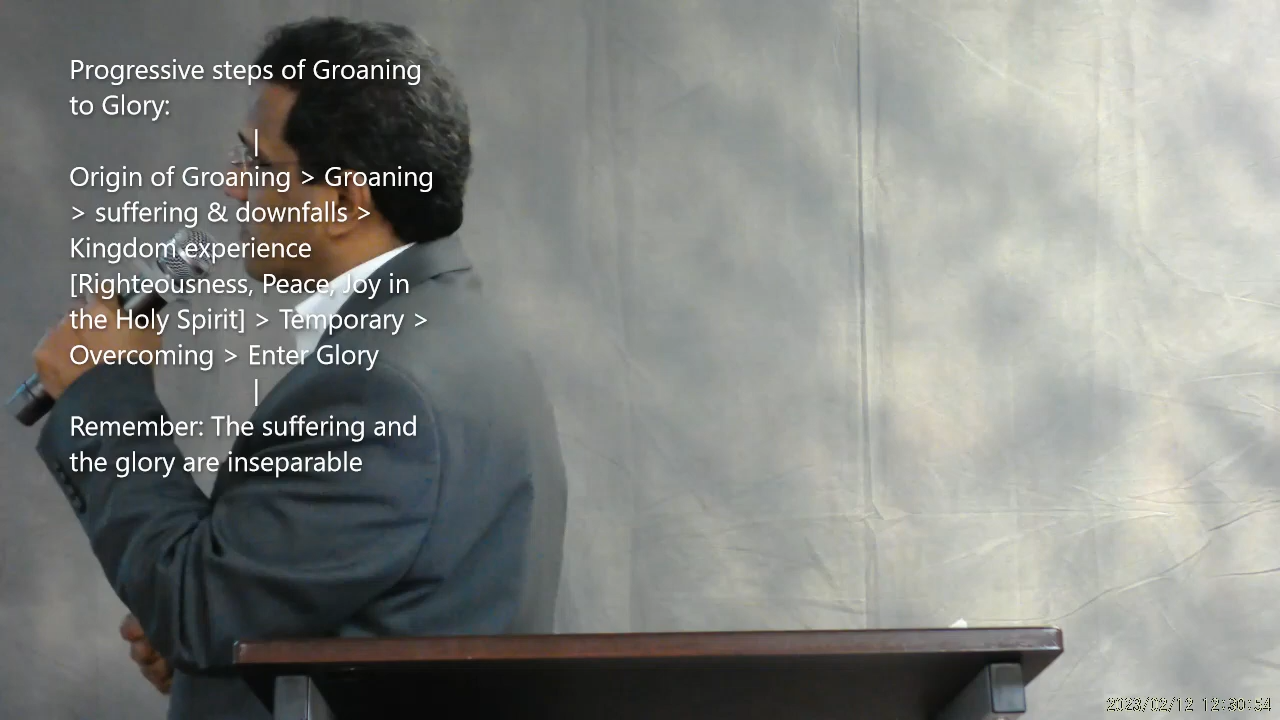 Progressive steps of Groaning
to Glory:
|
Origin of Groaning > Groaning
> suffering & downfalls >
Kingdom experience
[Righteousness, Peace, Joy in
the Holy Spirit] > Temporary >
Overcoming > Enter Glory
|
Remember: The suffering and
the glory are inseparable
2023/02/12 12:30:54